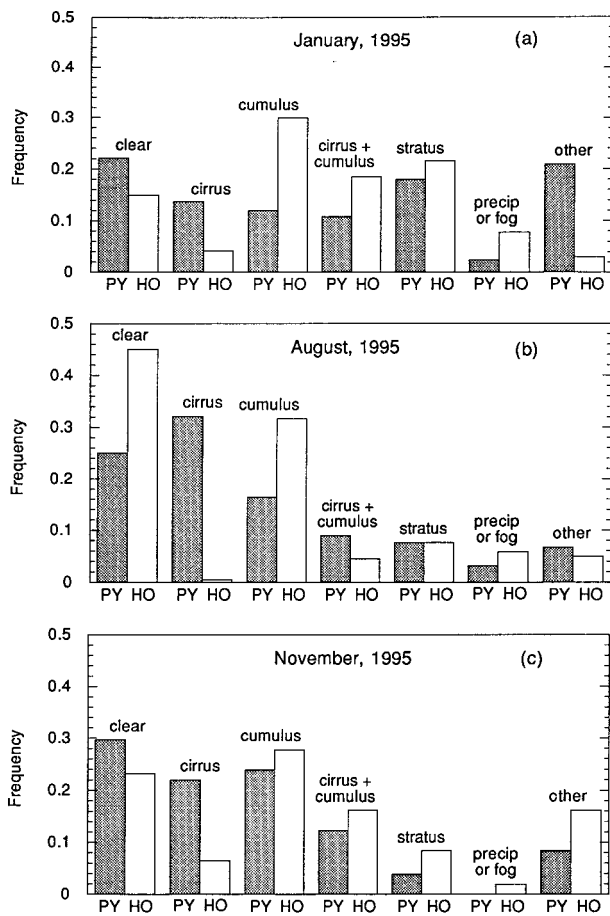 0.5
January, 1995 (a)
0.4
cumulus
0.3
Frequency
clear
cirrus +
cumulus
stratus
other
0.2
cirrus
precip
or fog
0.1
0
PY HO PY HO PY HO PY HO PY HO PY HO PY HO
0.5
clear
August, 1995 (b)
0.4
cirrus
cumulus
0.3
Frequency
0.2
cirrus +
cumulus
stratus
precip
or fog
other
0.1
0
PY HO PY HO PY HO PY HO PY HO PY HO PY HO
0.5
November, 1995 (c)
0.4
clear
cumulus
0.3
Frequency
cirrus
cirrus +
cumulus
other
0.2
stratus
precip
or fog
0.1
0
PY HO PY HO PY HO PY HO PY HO PY HO PY HO